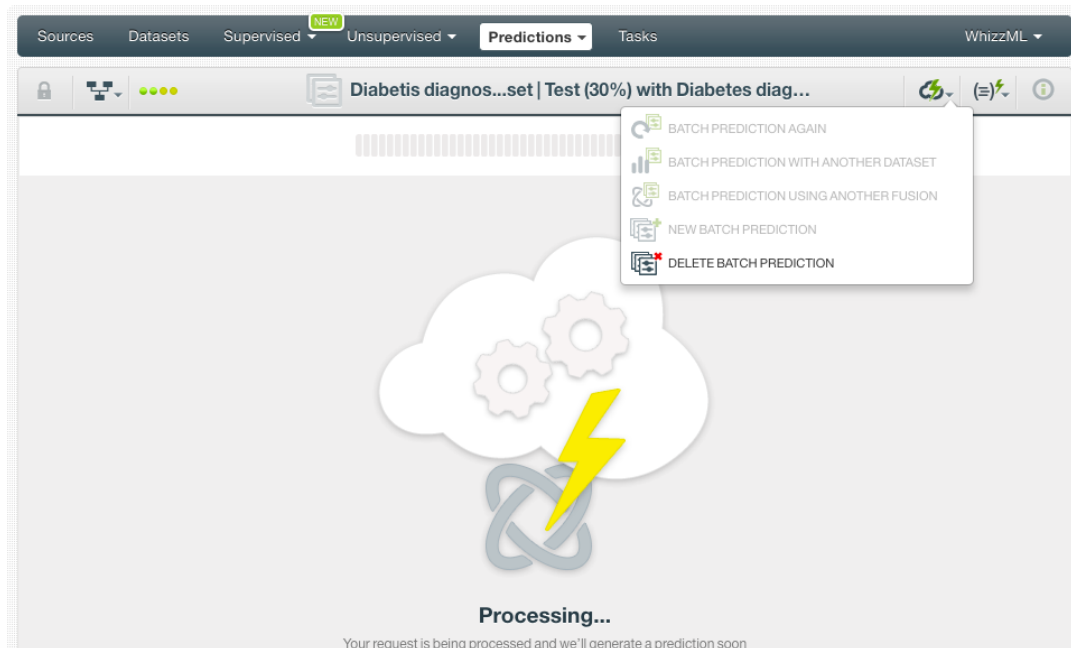 NEW
Sources Datasets Supervised Unsupervised Predictions Tasks WhizzML
Diabetis diagnos...set | Test (30%) with Diabetes diag...
BATCH PREDICTION AGAIN
BATCH PREDICTION WITH ANOTHER DATASET
BATCH PREDICTION USING ANOTHER FUSION
NEW BATCH PREDICTION
DELETE BATCH PREDICTION
Processing...
Your request is being processed and we'll generate a prediction soon